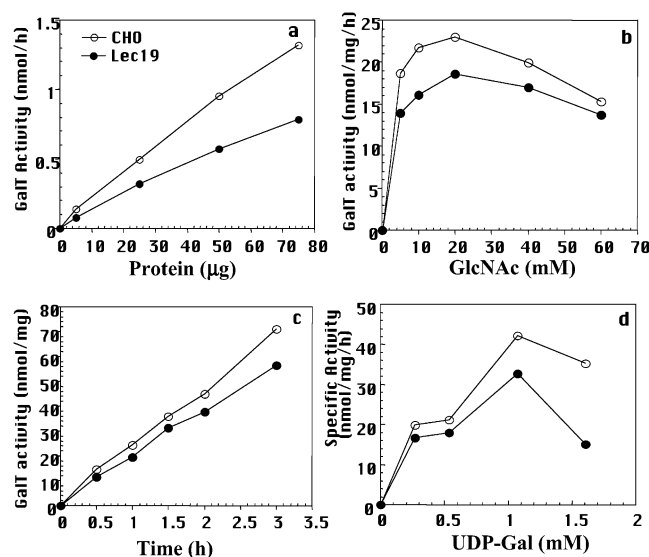 a
CHO
Lec19
GalT Activity (nmol/h)
1.5
1
0.5
0
0 10 20 30 40 50 60 70 80
Protein (µg)
b
GalT activity (nmol/mg/h)
25
20
15
10
5
0
0 10 20 30 40 50 60 70
GlcNAc (mM)
c
GalT activity (nmol/mg)
80
70
60
50
40
30
20
10
0
0 0.5 1 1.5 2 2.5 3 3.5
Time (h)
d
Specific Activity
(nmol/mg/h)
50
40
30
20
10
0
0 0.5 1 1.5 2
UDP-Gal (mM)